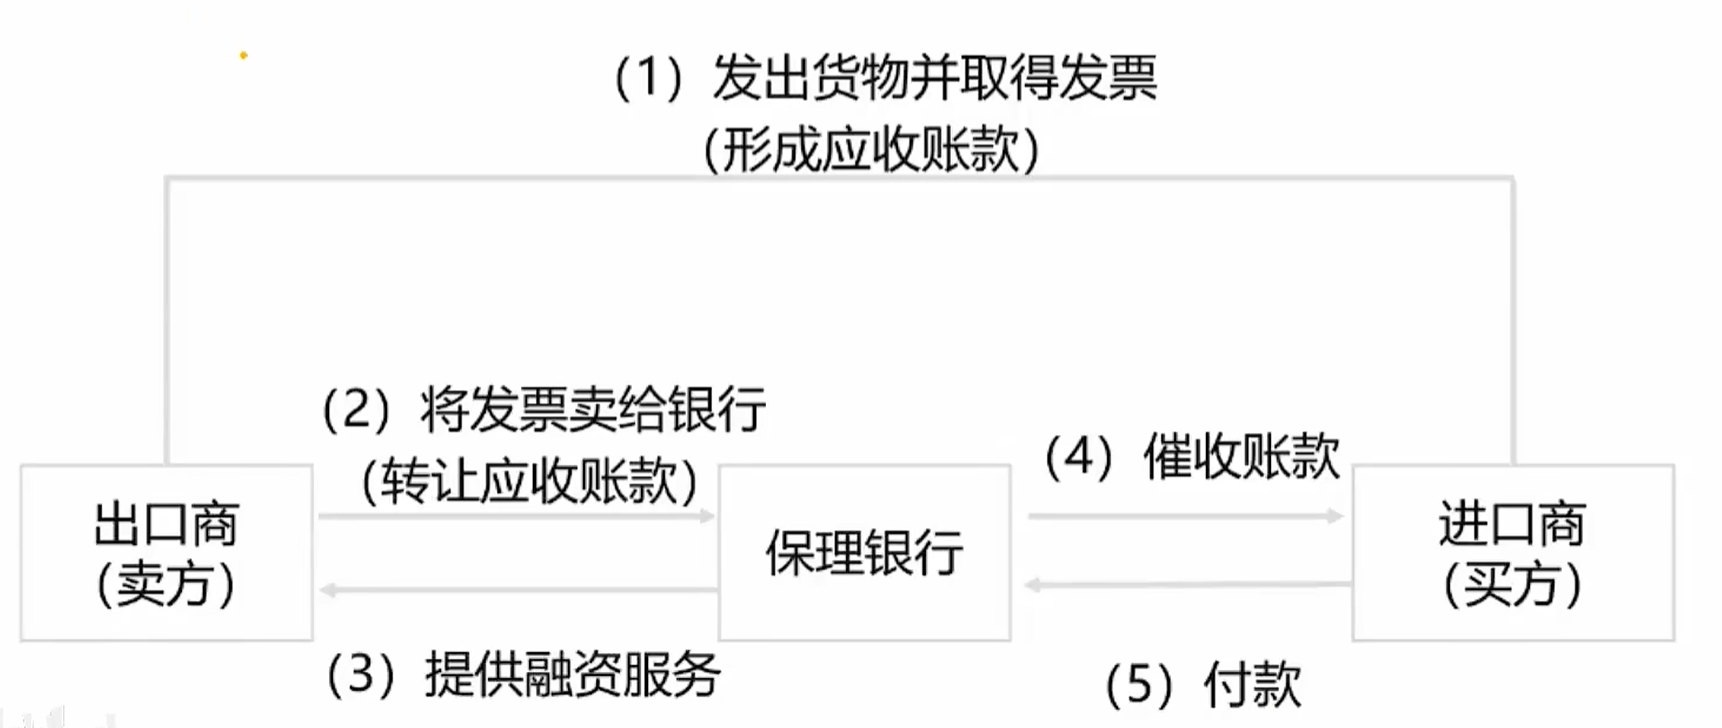 （1）发出货物并取得发票
（形成应收账款）
（2）将发票卖给银行
（转让应收账款）
（4）催收账款
出口商
（卖方）
保理银行
进口商
（买方）
（3）提供融资服务
（5）付款